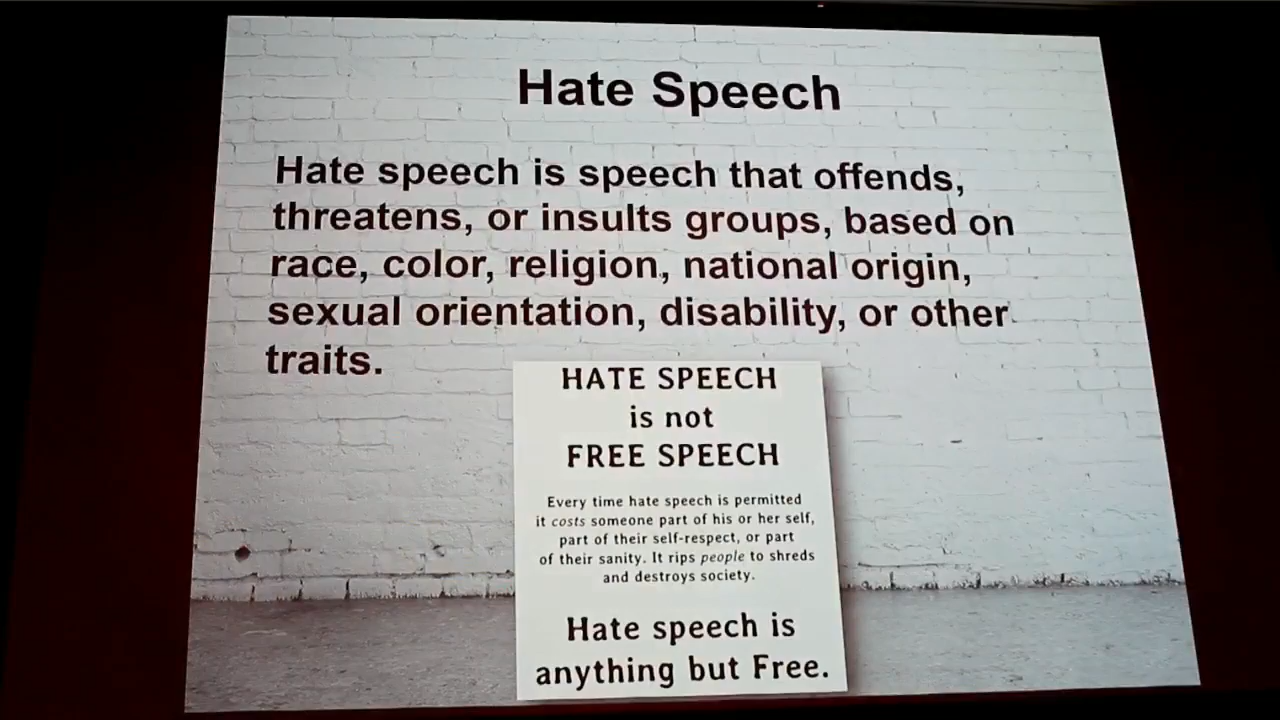 Hate Speech
Hate speech is speech that offends,
threatens, or insults groups, based on
race, color, religion, national origin,
sexual orientation, disability, or other
traits.
HATE SPEECH
is not
FREE SPEECH
Every time hate speech is permitted
it costs someone part of his or her self,
part of their self-respect, or part
of their sanity. It rips people to shreds
and destroys society.
Hate speech is
anything but Free.